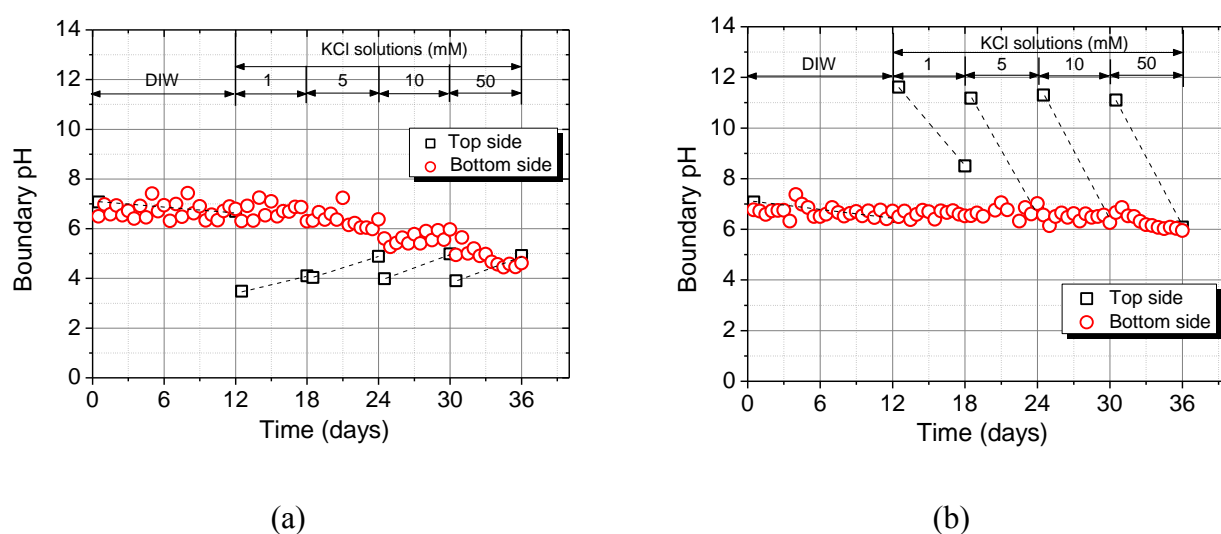 14
12
10
8
6
4
2
0
Boundary pH
KCl solutions (mM)
DIW 1 5 10 50
Top side
Bottom side
0 6 12 18 24 30 36
Time (days)
(a)
14
12
10
8
6
4
2
0
Boundary pH
KCl solutions (mM)
DIW 1 5 10 50
Top side
Bottom side
0 6 12 18 24 30 36
Time (days)
(b)